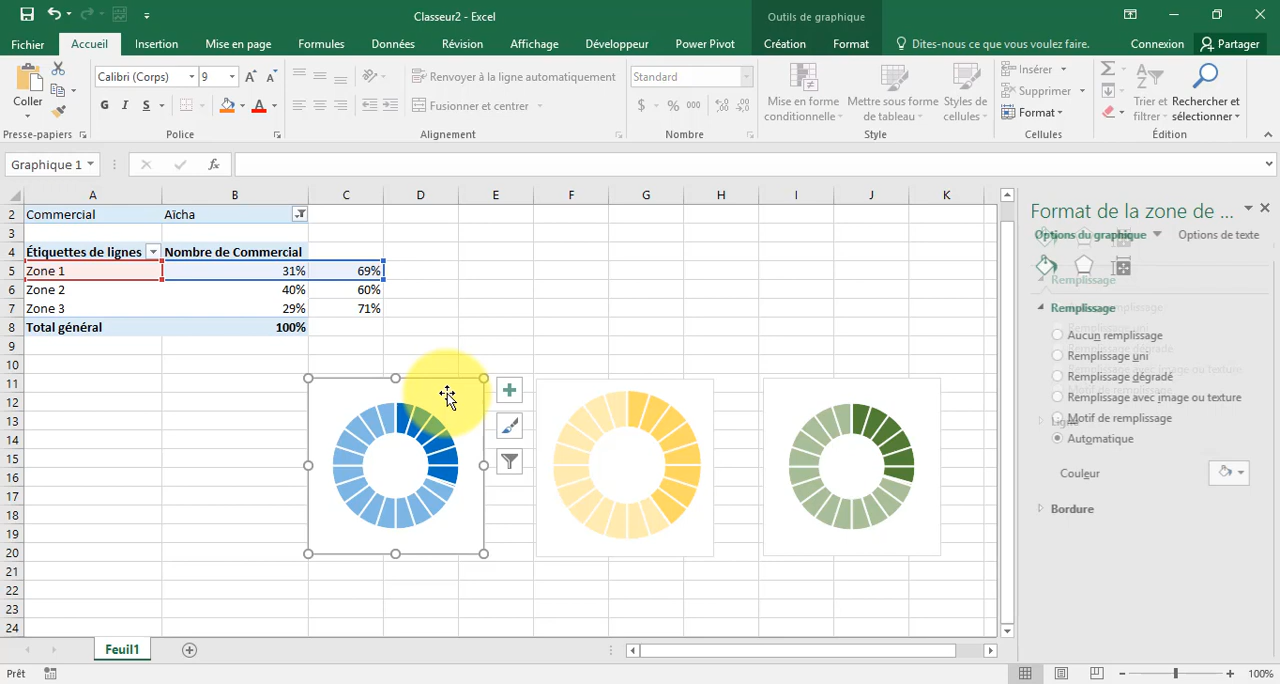 Classeur2 - Excel
Outils de graphique
Fichier Accueil Insertion Mise en page Formules Données Révision Affichage Développeur Power Pivot Création Format Dites-nous ce que vous voulez faire. Connexion Partager
Coller
Presse-papiers
Calibri (Corps) 9
G I S
Police
Renvoyer à la ligne automatiquement
Fusionner et centrer
Alignement
Standard
$ % 000
Nombre
Mise en forme conditionnelle
Mettre sous forme de tableau
Styles de cellules
Style
Insérer
Supprimer
Format
Cellules
Trier et filtrer
Rechercher et sélectionner
Édition
Graphique 1
fx
A B C D E F G H I J K
2 Commercial Aïcha
3
4 Étiquettes de lignes Nombre de Commercial
5 Zone 1 31% 69%
6 Zone 2 40% 60%
7 Zone 3 29% 71%
8 Total général 100%
9
10
11
12
13
14
15
16
17
18
19
20
21
22
23
24
Format de la zone de ...
Options du graphique Options de texte
Remplissage
Aucun remplissage
Remplissage uni
Remplissage dégradé
Remplissage avec image ou texture
Motif de remplissage
Automatique
Couleur
Bordure
Feuil1
Prêt
100%